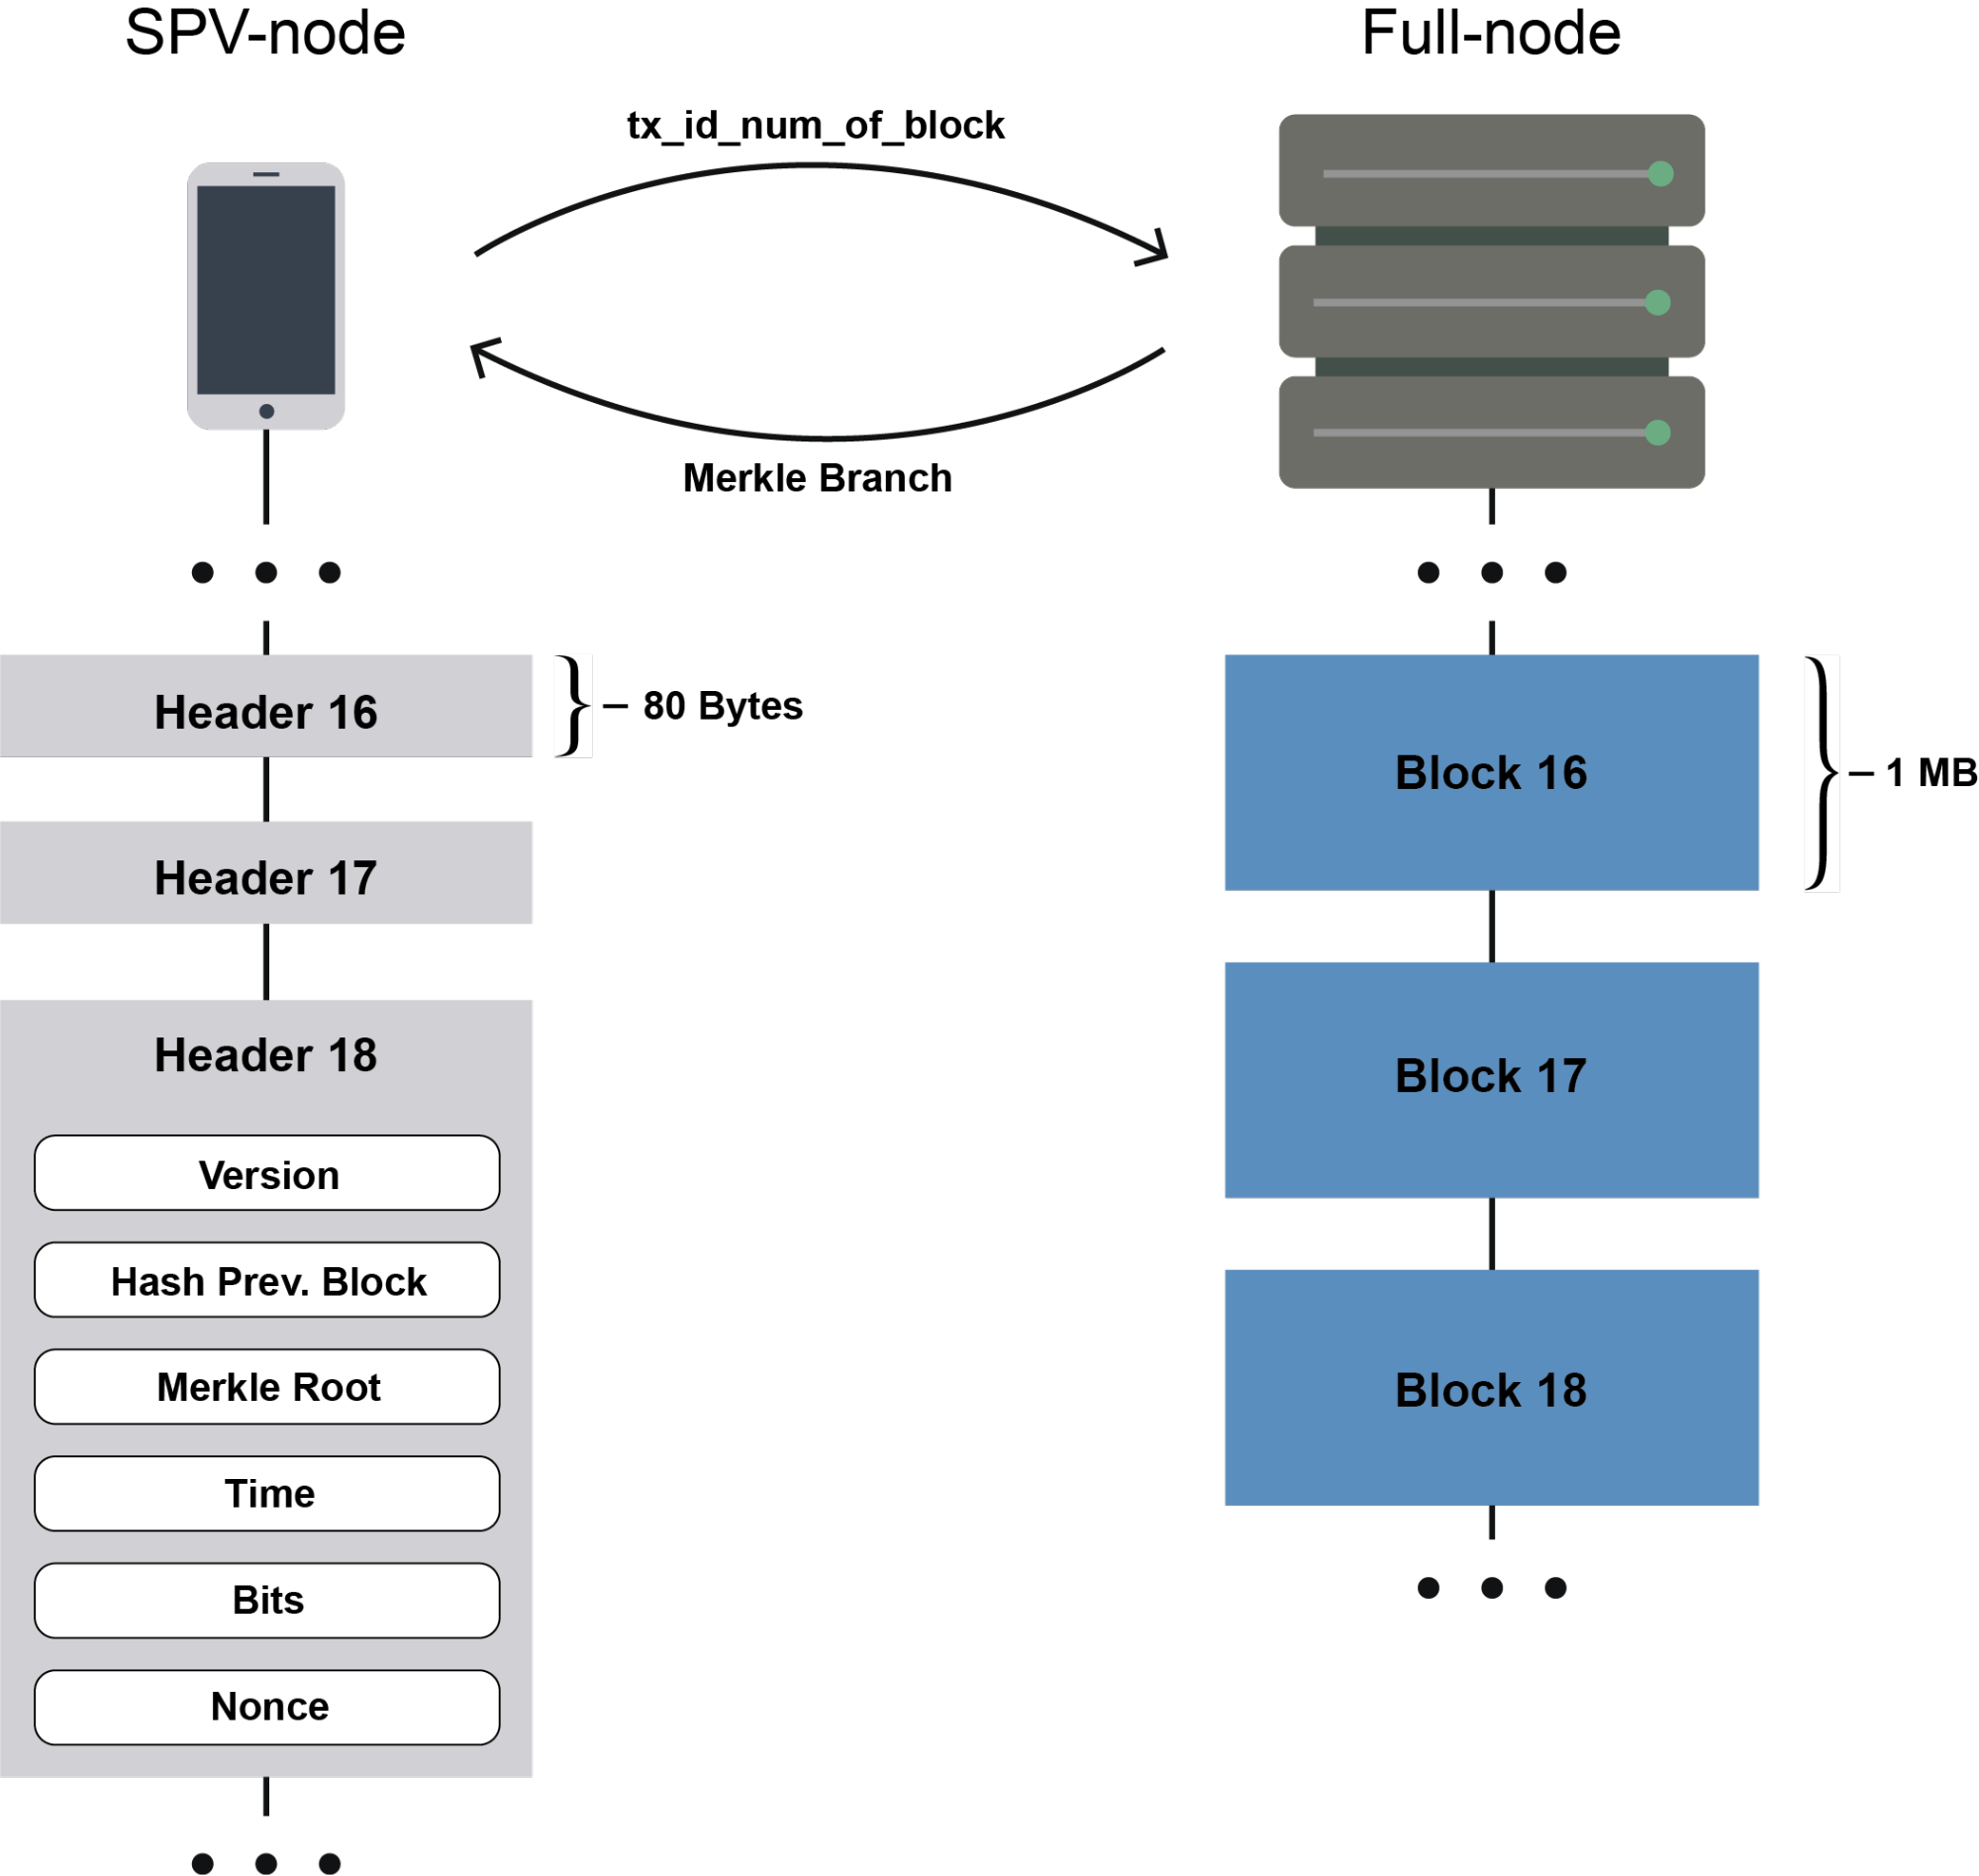 SPV-node
Full-node
tx_id_num_of_block
Merkle Branch
Header 16
– 80 Bytes
Header 17
Header 18
Version
Hash Prev. Block
Merkle Root
Time
Bits
Nonce
Block 16
– 1 MB
Block 17
Block 18